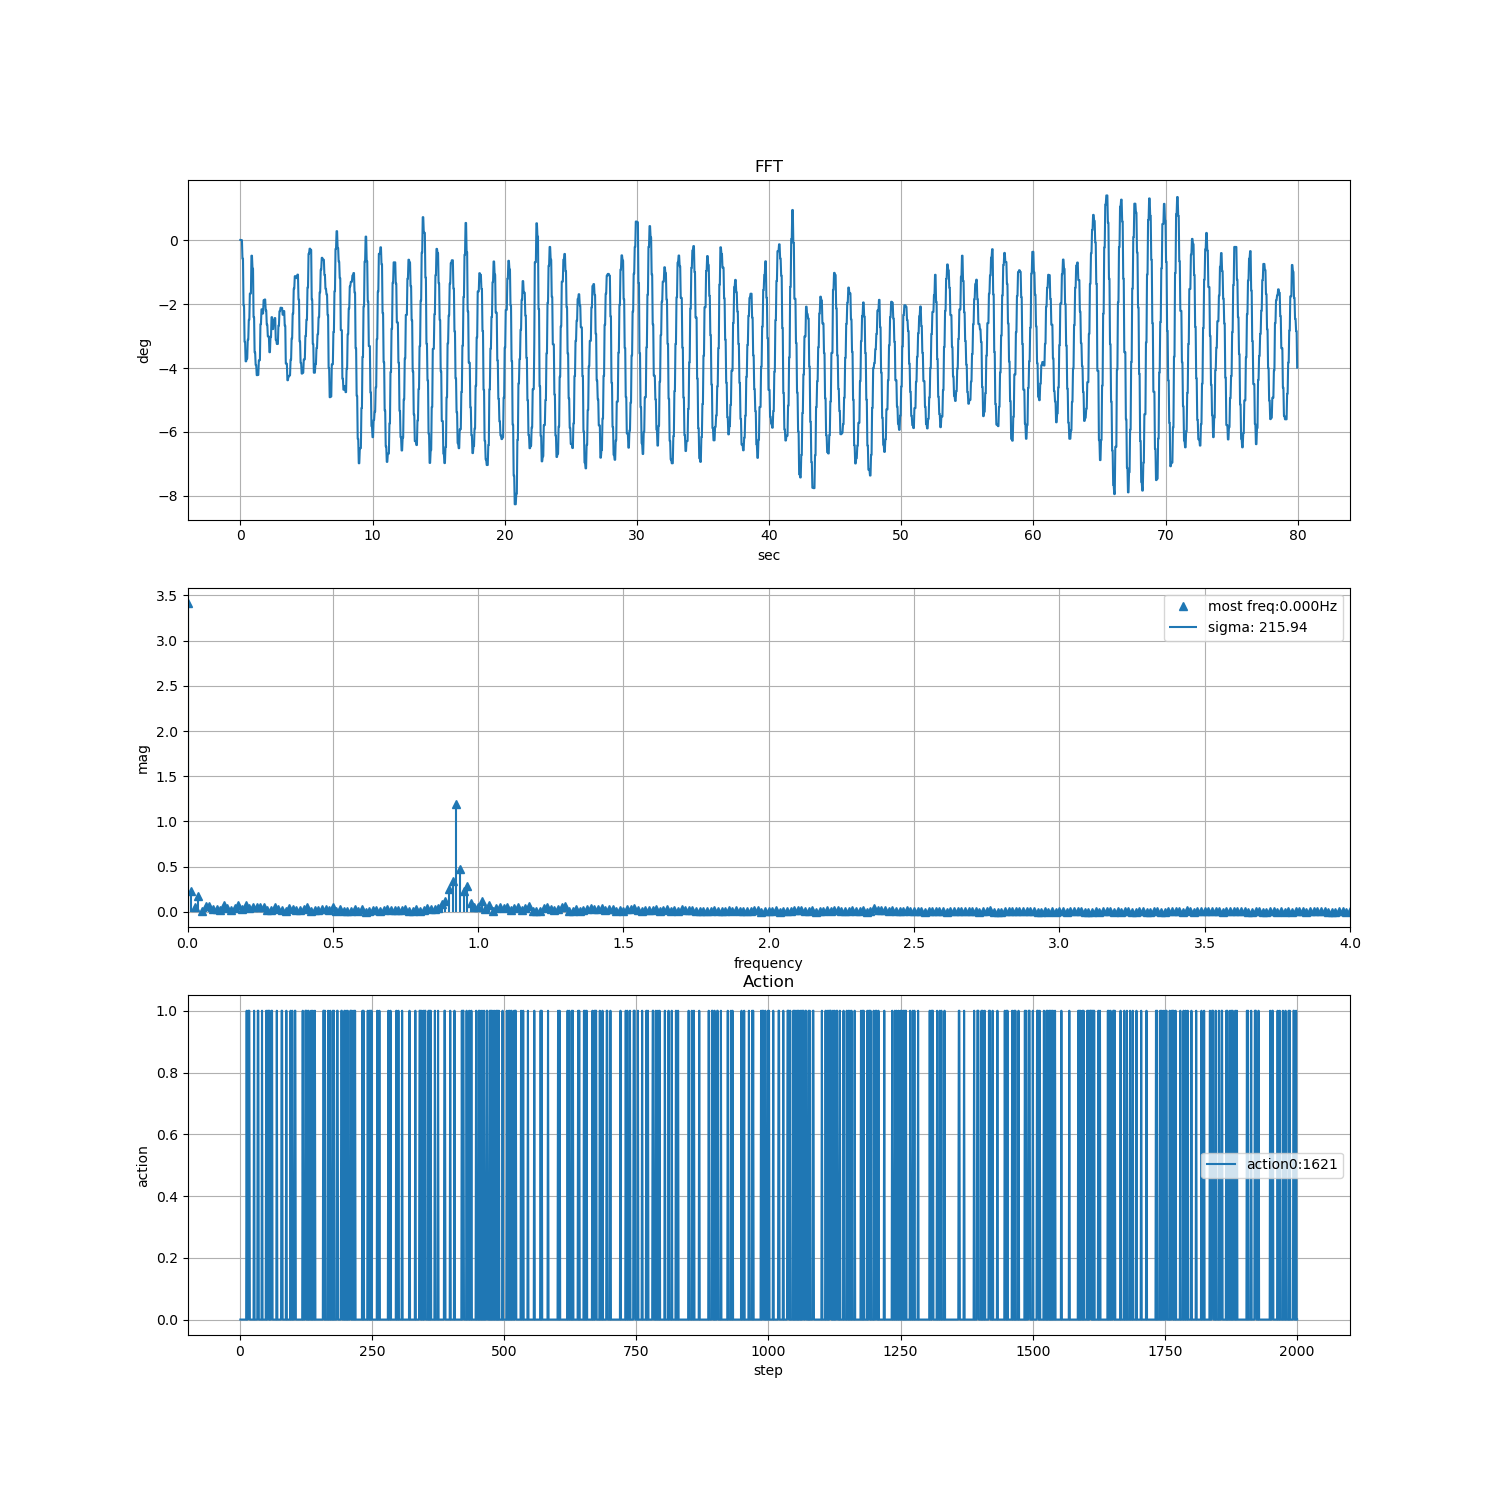 FFT
0
−2
−4
−6
−8
deg
0 10 20 30 40 50 60 70 80
sec
3.5
3.0
2.5
2.0
1.5
1.0
0.5
0.0
mag
most freq:0.000Hz
sigma: 215.94
0.0 0.5 1.0 1.5 2.0 2.5 3.0 3.5 4.0
frequency
Action
1.0
0.8
0.6
0.4
0.2
0.0
action
action0:1621
0 250 500 750 1000 1250 1500 1750 2000
step